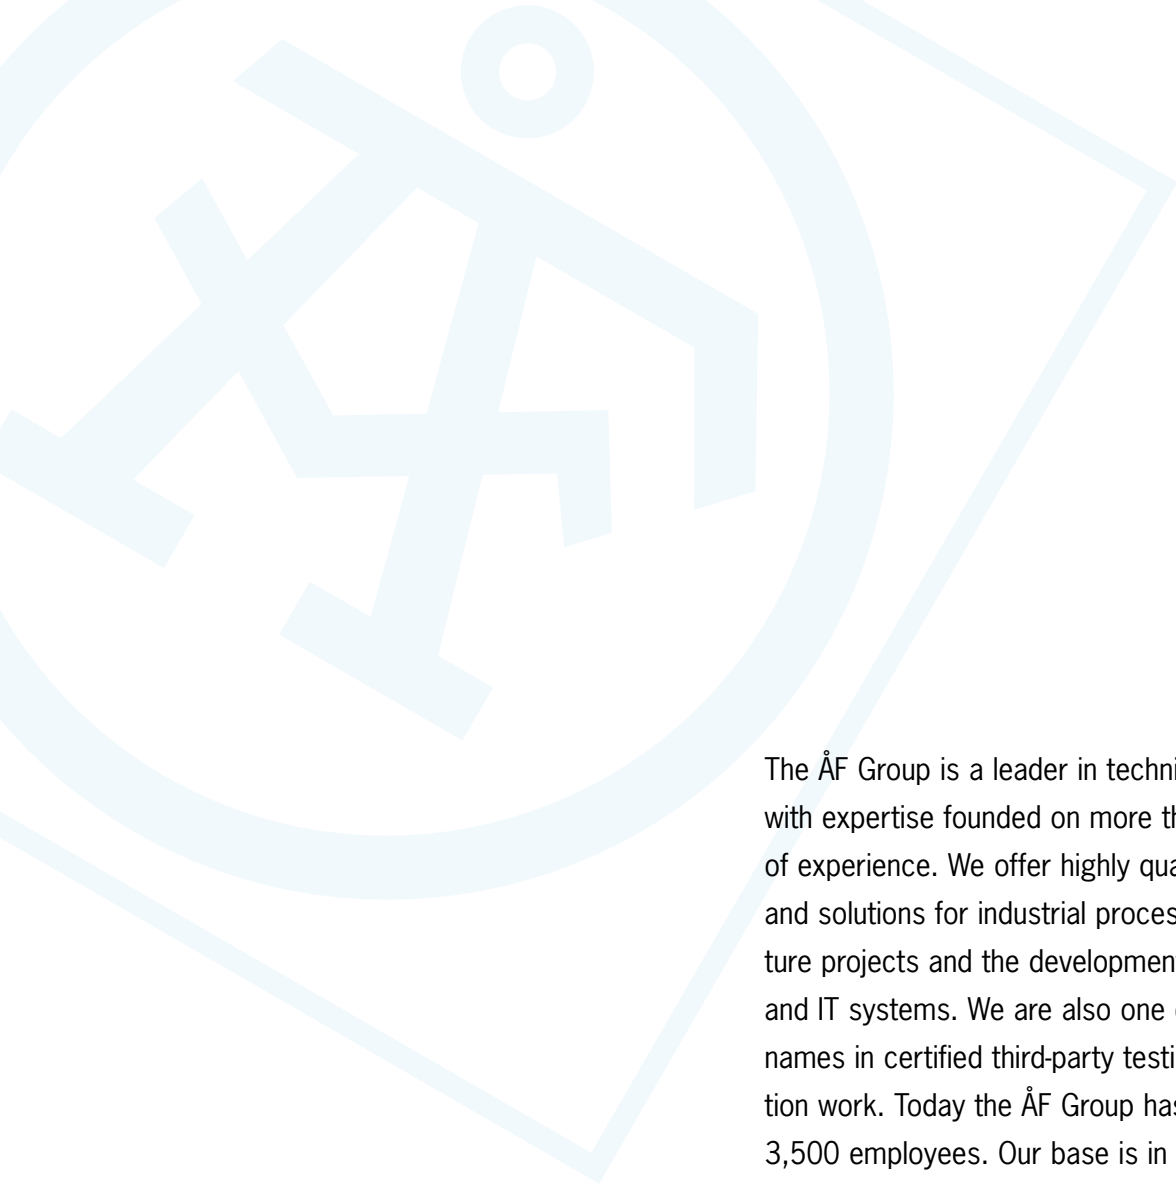 The ÅF Group is a leader in techni
with expertise founded on more th
of experience. We offer highly qua
and solutions for industrial proces
ture projects and the developmen
and IT systems. We are also one
names in certified third-party testi
tion work. Today the ÅF Group has
3,500 employees. Our base is in